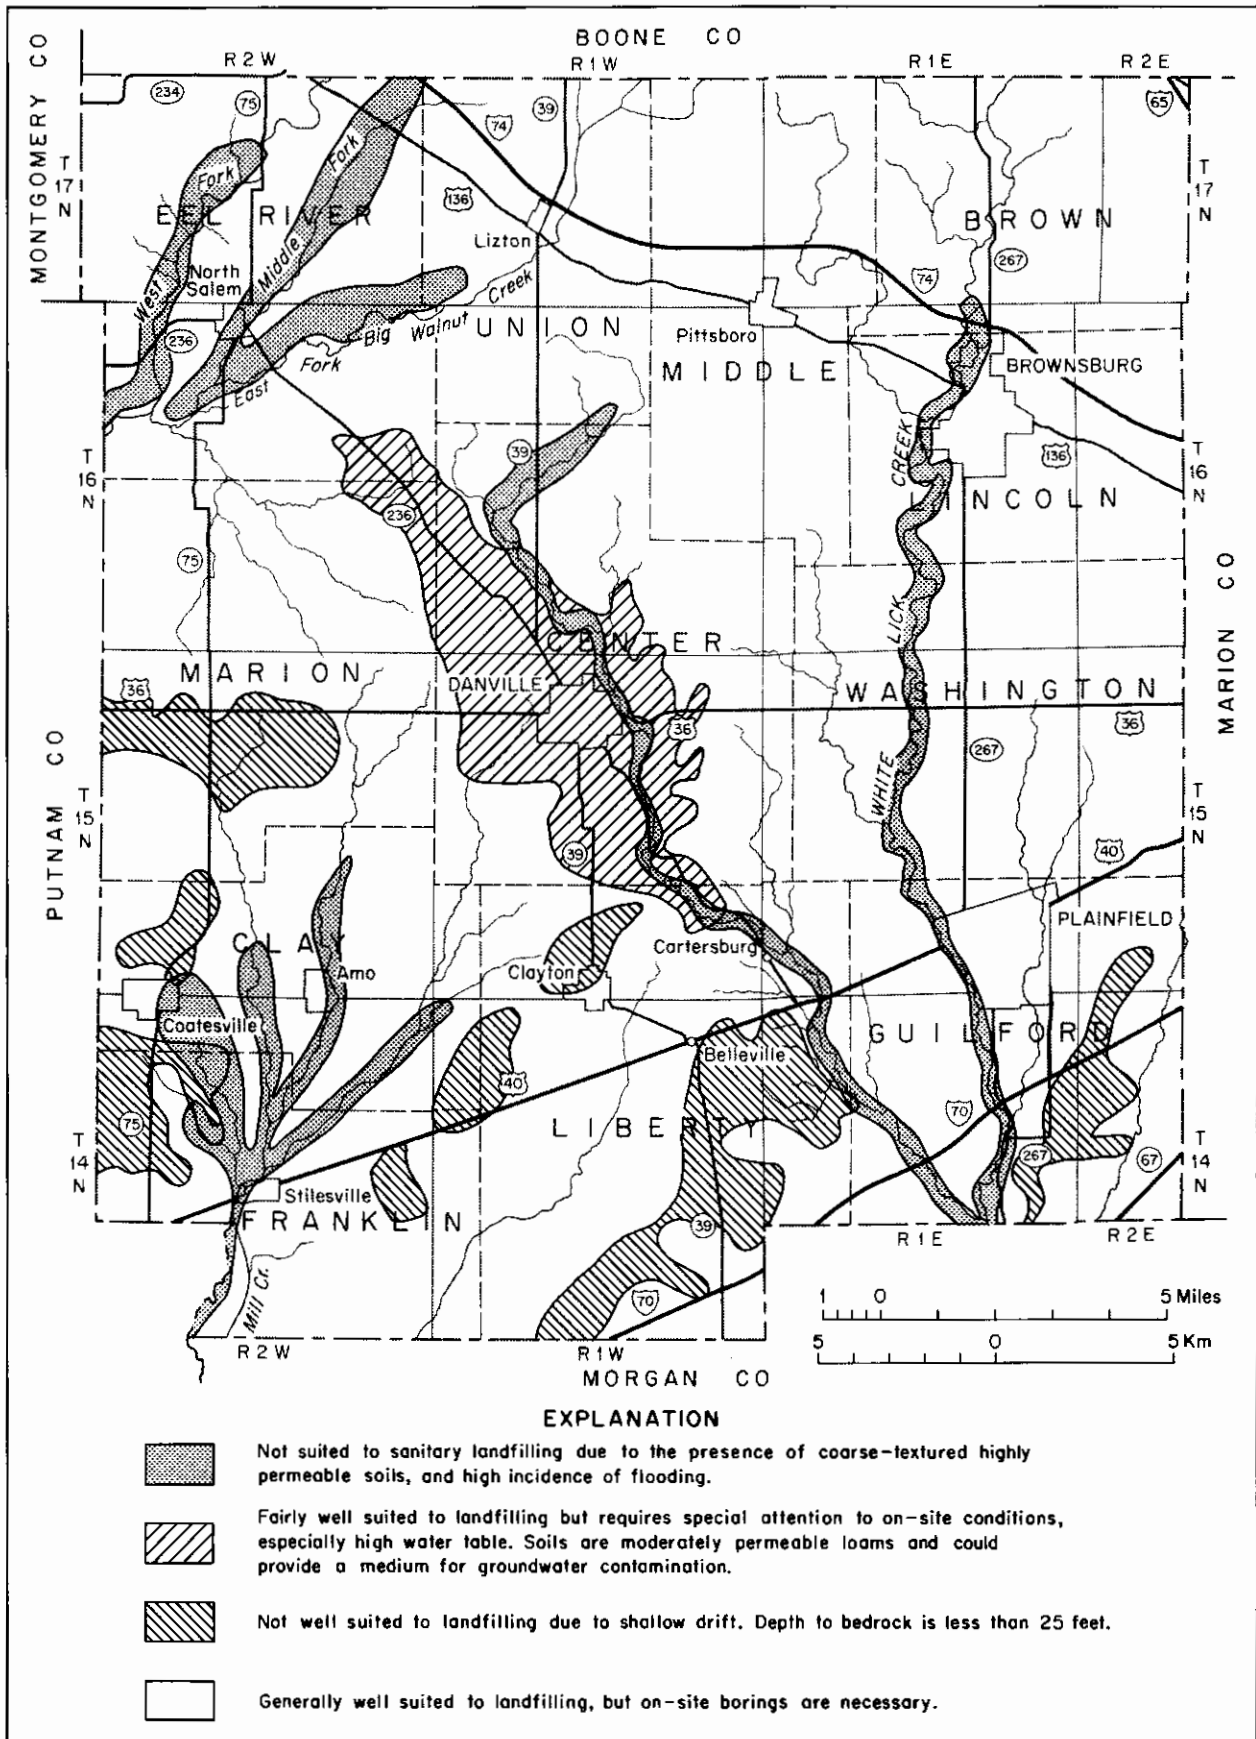 BOONE CO
R 2 W
R 1 W
R 1 E
R 2 E
MONTGOMERY CO
234
75
74
39
65
T
17
N
T
17
N
Fork
Fork
EEL RIVER
136
BROWN
Lizton
267
North
Salem
Middle
West
Creek
74
236
Big Walnut
UNION
Pittsboro
MIDDLE
BROWNSBURG
East
Fork
39
CREEK
136
T
16
N
T
16
N
LINCOLN
236
75
LICK
MARION CO
CENTER
MARION
DANVILLE
WASHINGTON
36
36
36
267
WHITE
PUTNAM CO
T
15
N
T
15
N
39
40
PLAINFIELD
CLAY
Cartersburg
Amo
Clayton
Coatesville
GUILFORD
Belleville
40
75
LIBERTY
70
T
14
N
267
67
T
14
N
Stilesville
FRANKLIN
39
R 1 E
R 2 E
Mill Cr.
70
1 0 5 Miles
5 0 5 Km
R 2 W
R 1 W
MORGAN CO
EXPLANATION
Not suited to sanitary landfilling due to the presence of coarse-textured highly
permeable soils, and high incidence of flooding.
Fairly well suited to landfilling but requires special attention to on-site conditions,
especially high water table. Soils are moderately permeable loams and could
provide a medium for groundwater contamination.
Not well suited to landfilling due to shallow drift. Depth to bedrock is less than 25 feet.
Generally well suited to landfilling, but on-site borings are necessary.